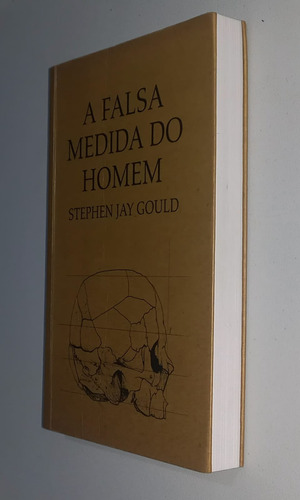 A FALSA
MEDIDA DO
HOMEM
STEPHEN JAY GOULD